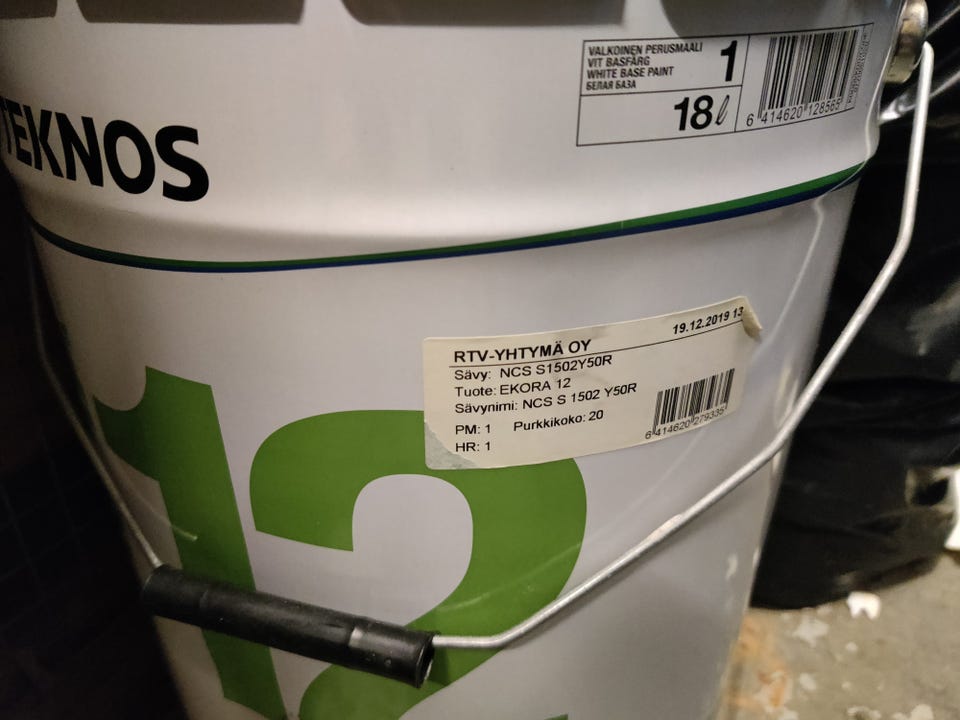 VALKOINEN PERUSMAALI
VIT BASFÄRG
WHITE BASE PAINT
БЕЛАЯ БАЗА
1
18 ℓ
6 414620 128565
TEKNOS
19.12.2019 13
RTV-YHTYMÄ OY
Sävy: NCS S1502Y50R
Tuote: EKORA 12
Sävynimi: NCS S 1502 Y50R
PM: 1 Purkkikoko: 20
HR: 1
6 414620 279335
12